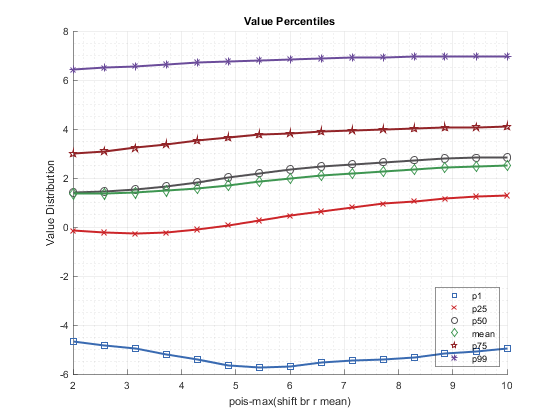 Value Percentiles
8
6
4
2
0
-2
-4
-6
Value Distribution
2
3
4
5
6
7
8
9
10
pois-max(shift br r mean)
p1
p25
p50
mean
p75
p99